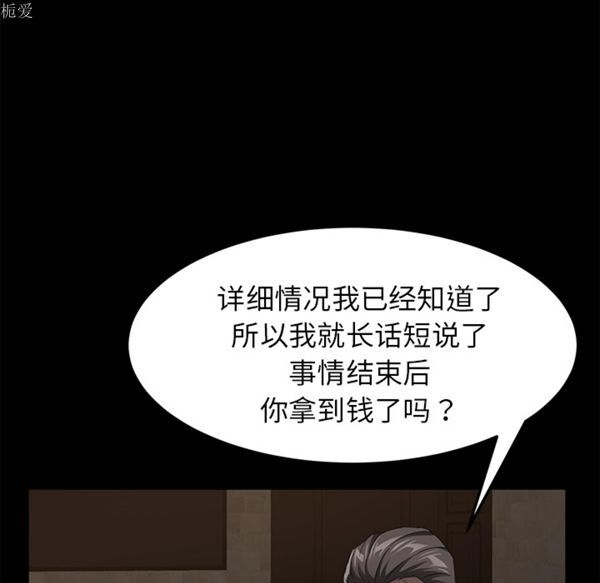 栀爱
详细情况我已经知道了
所以我就长话短说了
事情结束后
你拿到钱了吗？